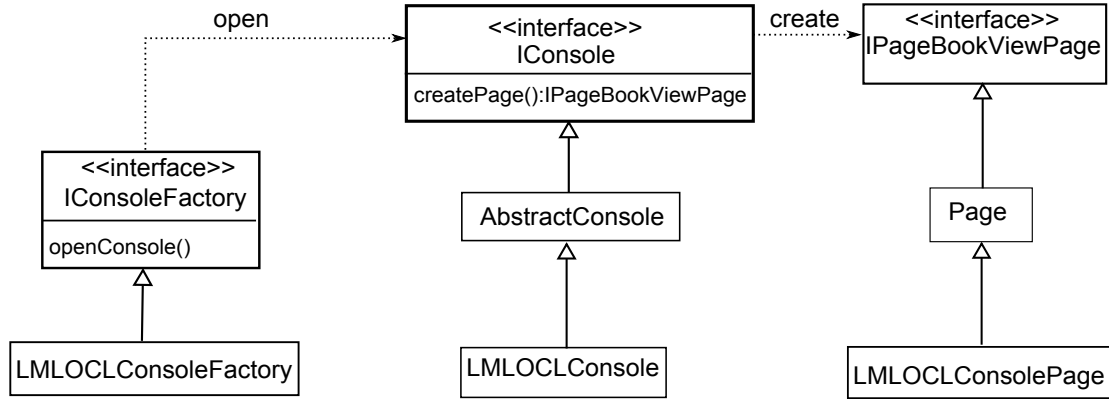 open
<<interface>>
IConsole
createPage():IPageBookViewPage
create
<<interface>>
IPageBookViewPage
<<interface>>
IConsoleFactory
openConsole()
AbstractConsole
Page
LMLOCLConsoleFactory
LMLOCLConsole
LMLOCLConsolePage